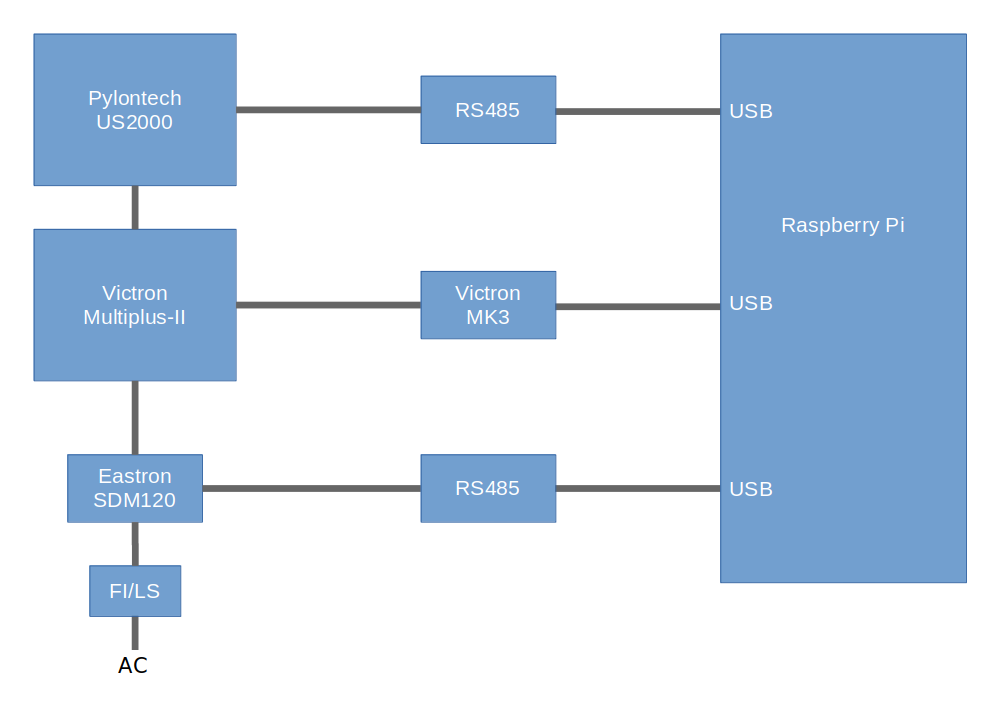 Pylontech
US2000
RS485
USB
Raspberry Pi
Victron
Multiplus-II
Victron
MK3
USB
Eastron
SDM120
RS485
USB
FI/LS
AC